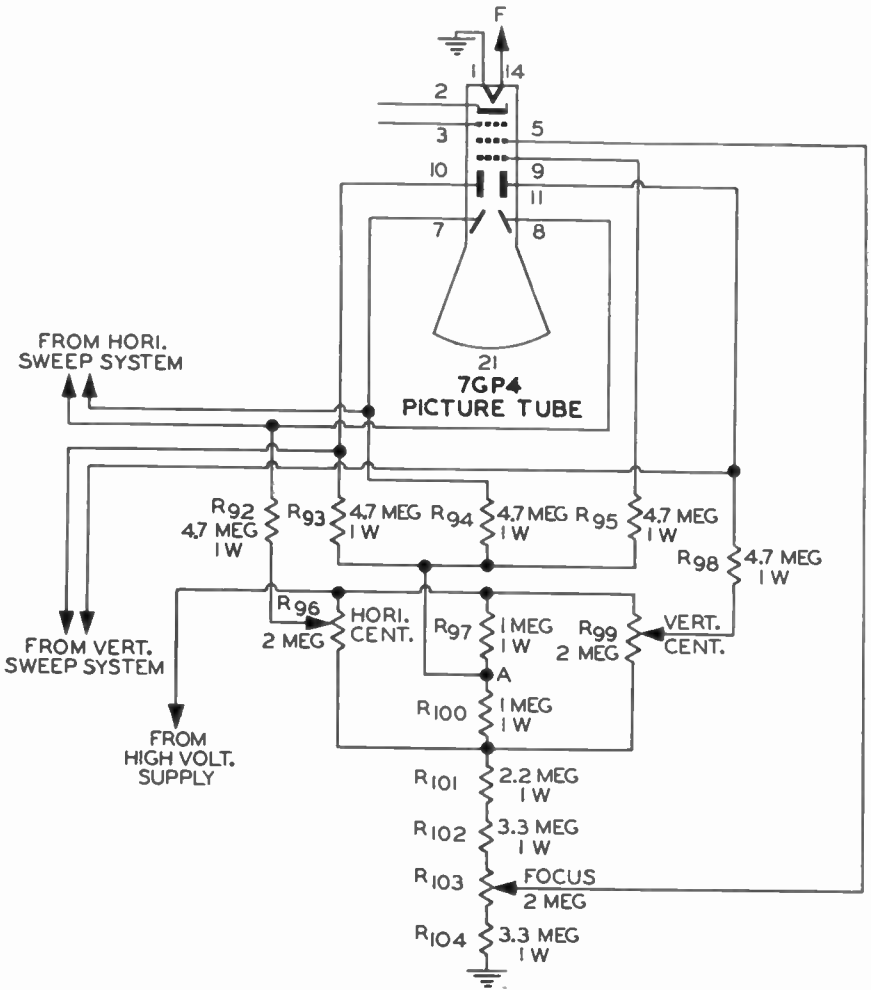 F
1 14
2
3 5
10 9
11
7 8
21
7GP4
PICTURE TUBE
FROM HORI.
SWEEP SYSTEM
R92
4.7 MEG
1 W
R93 4.7 MEG
1 W
R94 4.7 MEG
1 W
R95 4.7 MEG
1 W
R98 4.7 MEG
1 W
FROM VERT.
SWEEP SYSTEM
R96
2 MEG
HORI.
CENT.
R97 1 MEG
1 W
R99
2 MEG
VERT.
CENT.
A
R100 1 MEG
1 W
FROM
HIGH VOLT.
SUPPLY
R101 2.2 MEG
1 W
R102 3.3 MEG
1 W
R103 FOCUS
2 MEG
R104 3.3 MEG
1 W